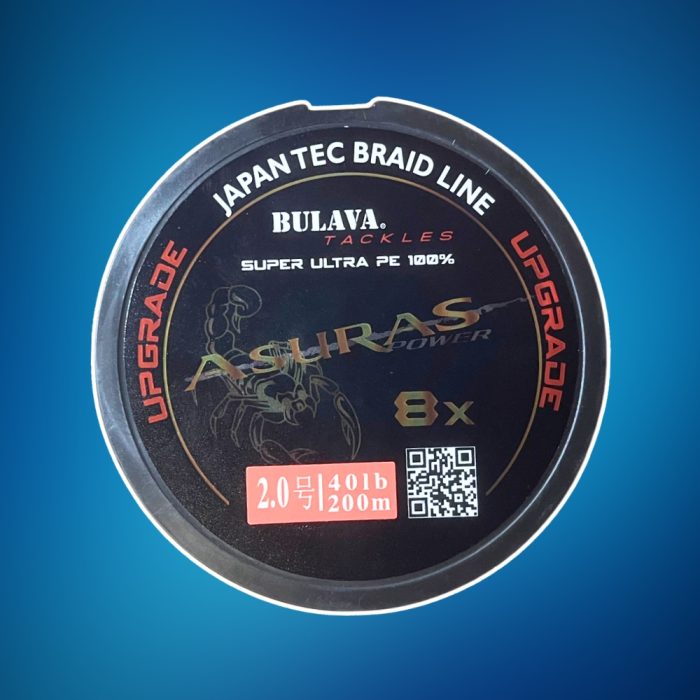 JAPAN TEC BRAID LINE
BULAVA®
TACKLES
SUPER ULTRA PE 100%
UPGRADE
UPGRADE
ASURAS
POWER
8X
2.0号
40lb
200m